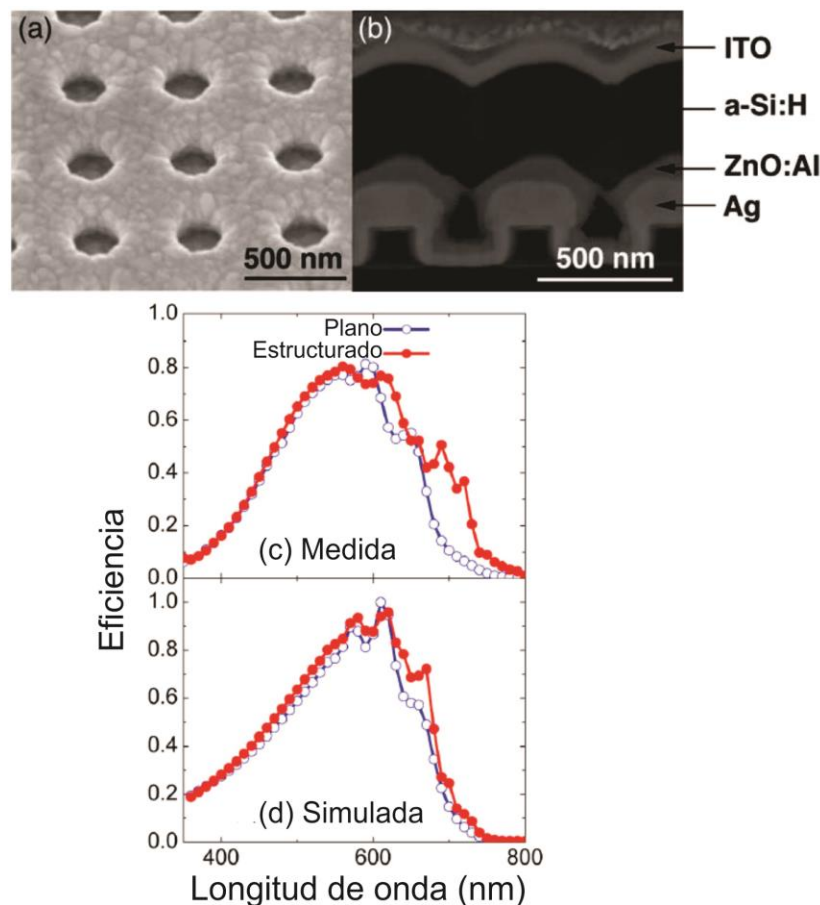 (a)
500 nm
(b)
500 nm
ITO
a-Si:H
ZnO:Al
Ag
Eficiencia
1.0
0.8
0.6
0.4
0.2
0.0
Plano
Estructurado
(c) Medida
1.0
0.8
0.6
0.4
0.2
0.0
(d) Simulada
400
600
800
Longitud de onda (nm)